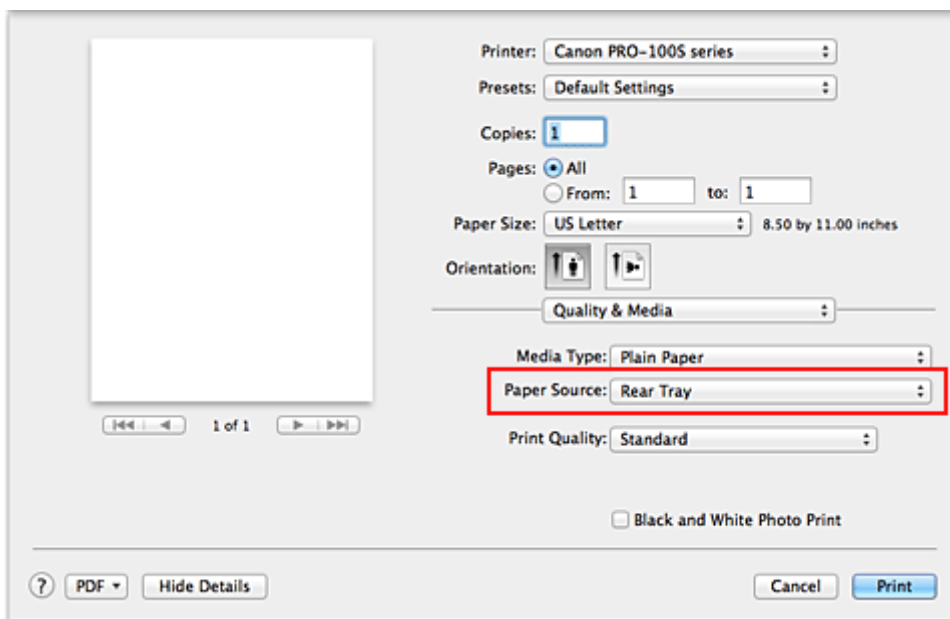 Printer: Canon PRO-100S series
Presets: Default Settings
Copies: 1
Pages: All
From: 1 to: 1
Paper Size: US Letter 8.50 by 11.00 inches
Orientation:
Quality & Media
Media Type: Plain Paper
Paper Source: Rear Tray
1 of 1
Print Quality: Standard
Black and White Photo Print
? PDF Hide Details Cancel Print